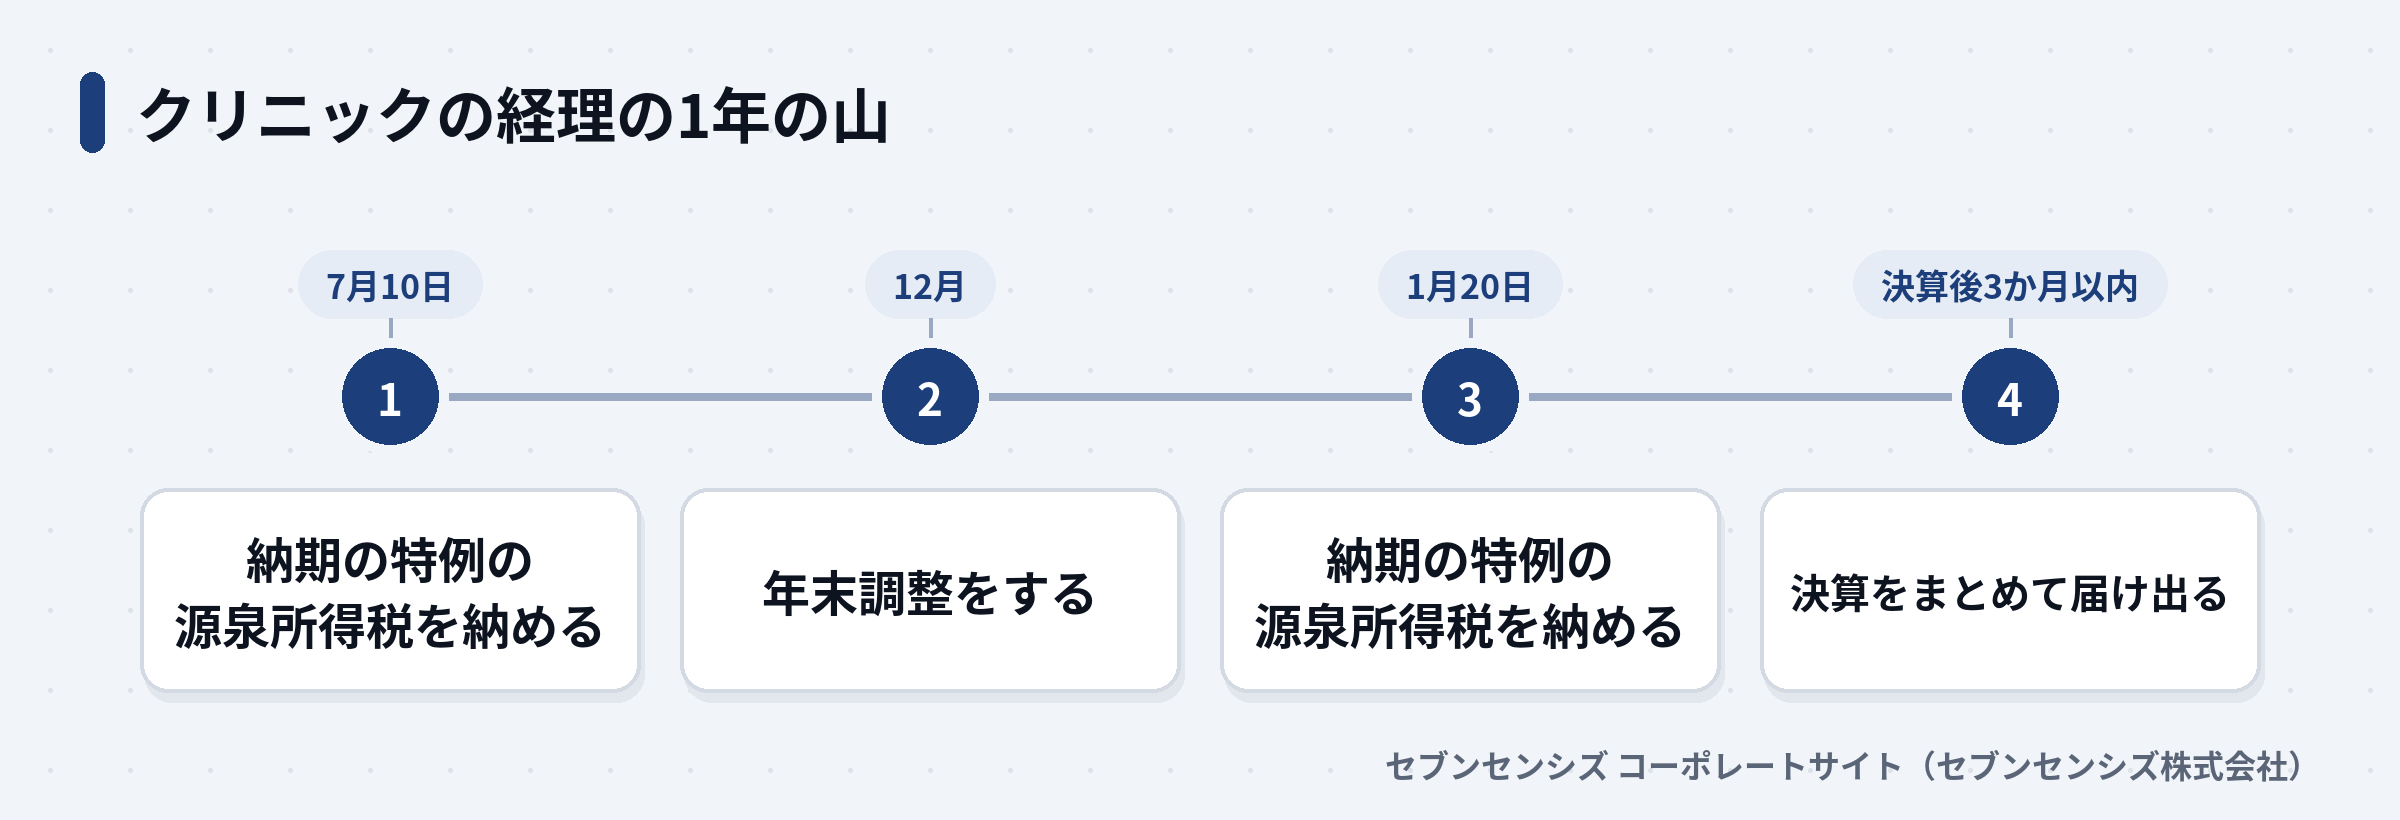 クリニックの経理の1年の山
7月10日
12月
1月20日
決算後3か月以内
1
2
3
4
納期の特例の
源泉所得税を納める
年末調整をする
納期の特例の
源泉所得税を納める
決算をまとめて届け出る
セブンセンシズ コーポレートサイト（セブンセンシズ株式会社）